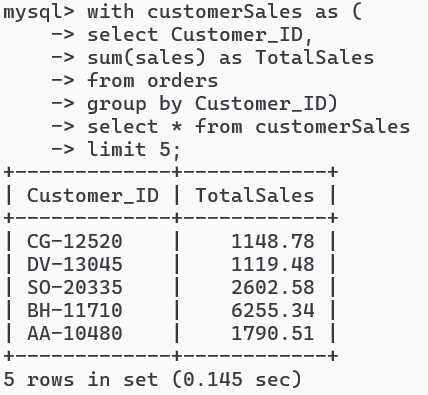 mysql> with customerSales as (
    -> select Customer_ID,
    -> sum(sales) as TotalSales
    -> from orders
    -> group by Customer_ID)
    -> select * from customerSales
    -> limit 5;
+-------------+------------+
| Customer_ID | TotalSales |
+-------------+------------+
| CG-12520    |    1148.78 |
| DV-13045    |    1119.48 |
| SO-20335    |    2602.58 |
| BH-11710    |    6255.34 |
| AA-10480    |    1790.51 |
+-------------+------------+
5 rows in set (0.145 sec)